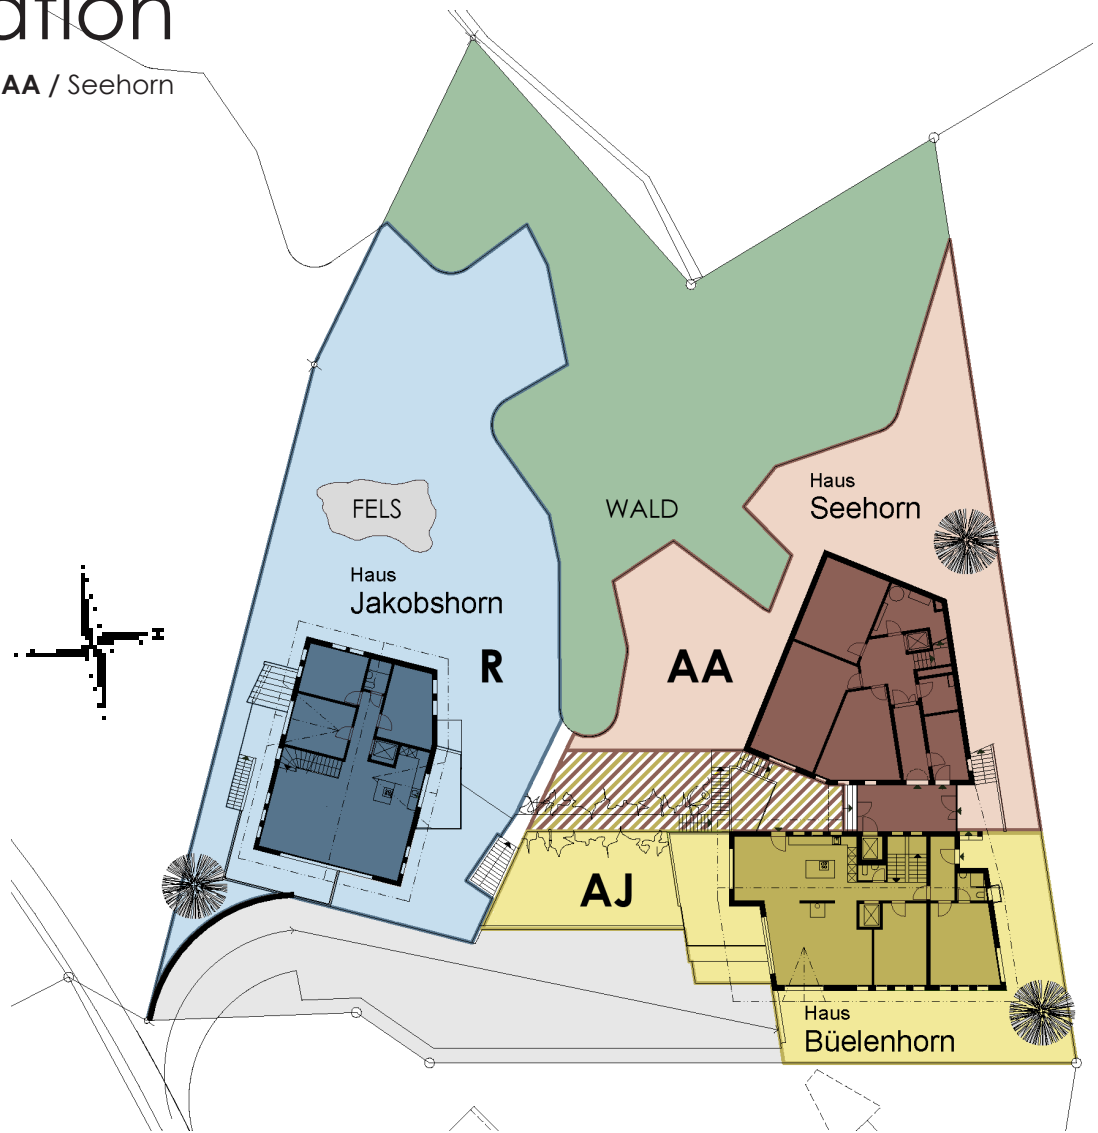 ation
AA / Seehorn
Haus
Seehorn
FELS
WALD
Haus
Jakobshorn
R
AA
AJ
Haus
Büelenhorn